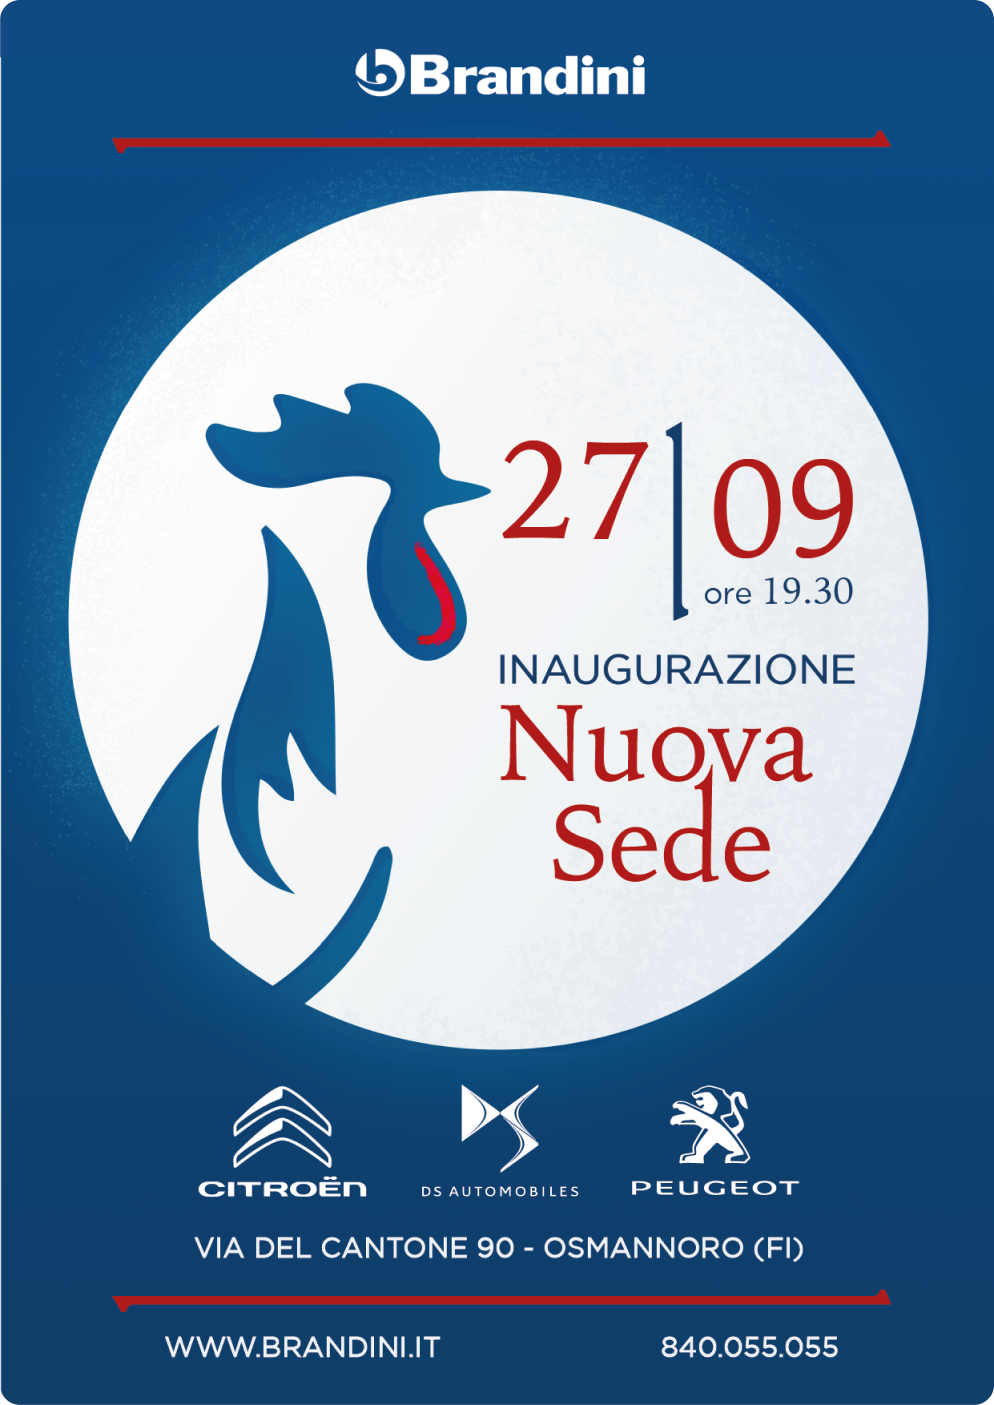 Brandini
27 09
ore 19.30
INAUGURAZIONE
Nuova
Sede
CITROËN
DS AUTOMOBILES
PEUGEOT
VIA DEL CANTONE 90 - OSMANNORO (FI)
WWW.BRANDINI.IT
840.055.055